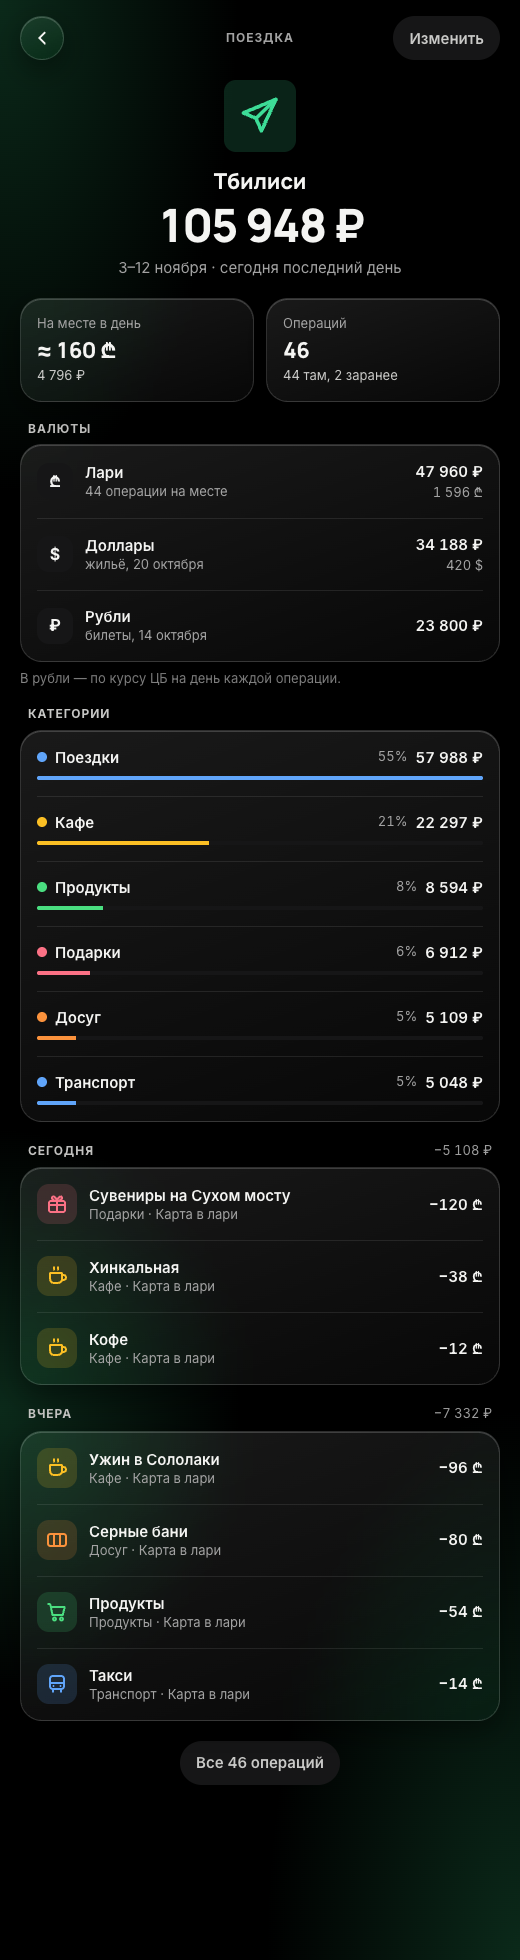 ПОЕЗДКА
Изменить
Тбилиси
105 948 ₽
3–12 ноября · сегодня последний день
На месте в день
≈ 160 ₾
4 796 ₽
Операций
46
44 там, 2 заранее
ВАЛЮТЫ
₾ Лари 47 960 ₽
44 операции на месте 1 596 ₾
$ Доллары 34 188 ₽
жильё, 20 октября 420 $
₽ Рубли 23 800 ₽
билеты, 14 октября
В рубли — по курсу ЦБ на день каждой операции.
КАТЕГОРИИ
Поездки 55% 57 988 ₽
Кафе 21% 22 297 ₽
Продукты 8% 8 594 ₽
Подарки 6% 6 912 ₽
Досуг 5% 5 109 ₽
Транспорт 5% 5 048 ₽
СЕГОДНЯ −5 108 ₽
Сувениры на Сухом мосту −120 ₾
Подарки · Карта в лари
Хинкальная −38 ₾
Кафе · Карта в лари
Кофе −12 ₾
Кафе · Карта в лари
ВЧЕРА −7 332 ₽
Ужин в Сололаки −96 ₾
Кафе · Карта в лари
Серные бани −80 ₾
Досуг · Карта в лари
Продукты −54 ₾
Продукты · Карта в лари
Такси −14 ₾
Транспорт · Карта в лари
Все 46 операций